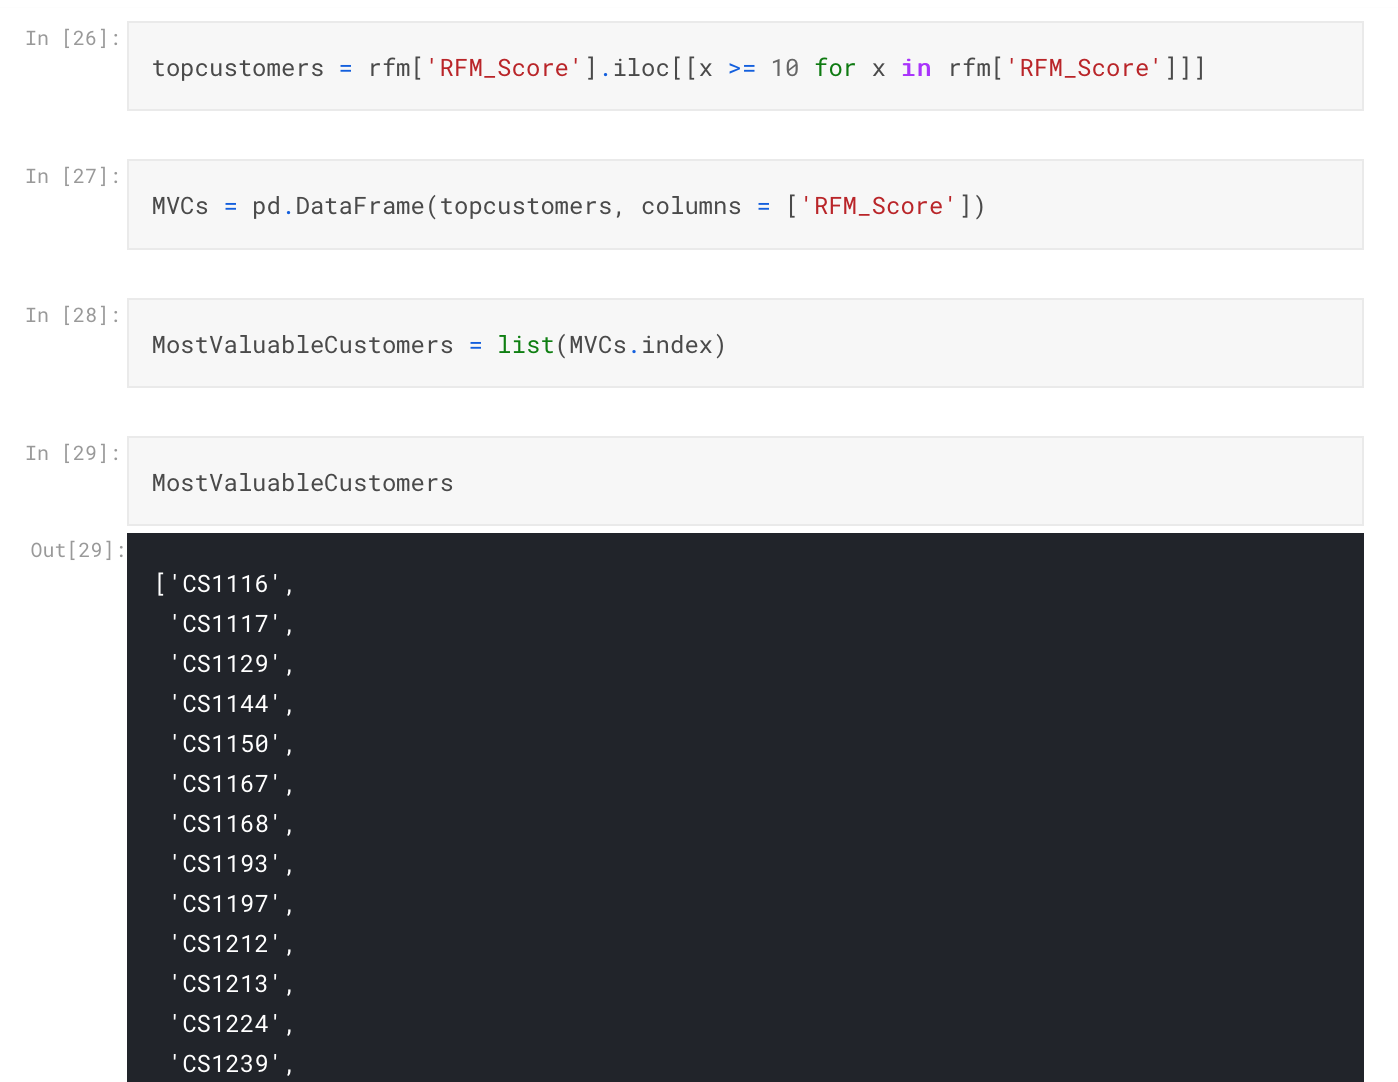 In [26]:
topcustomers = rfm['RFM_Score'].iloc[[x >= 10 for x in rfm['RFM_Score']]]
In [27]:
MVCs = pd.DataFrame(topcustomers, columns = ['RFM_Score'])
In [28]:
MostValuableCustomers = list(MVCs.index)
In [29]:
MostValuableCustomers
Out[29]:
['CS1116',
'CS1117',
'CS1129',
'CS1144',
'CS1150',
'CS1167',
'CS1168',
'CS1193',
'CS1197',
'CS1212',
'CS1213',
'CS1224',
'CS1239',